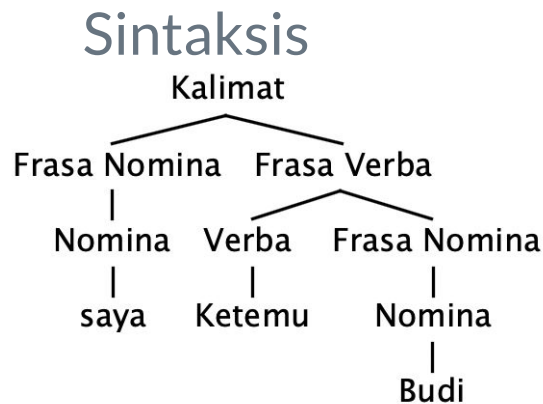 Sintaksis
Kalimat
Frasa Nomina Frasa Verba
Nomina Verba Frasa Nomina
saya Ketemu Nomina
Budi